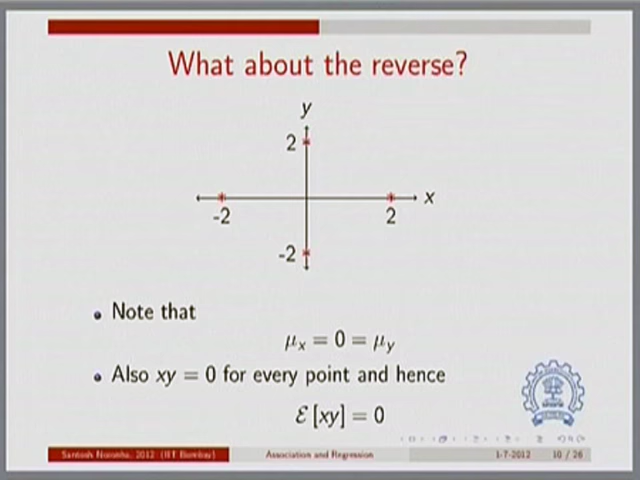 What about the reverse?
y
2
-2
2
x
-2
Note that
μx = 0 = μy
Also xy = 0 for every point and hence
ℰ [xy] = 0
Santosh Noronha, 2012 (IIT Bombay)
Association and Regression
1-7-2012
10 / 26